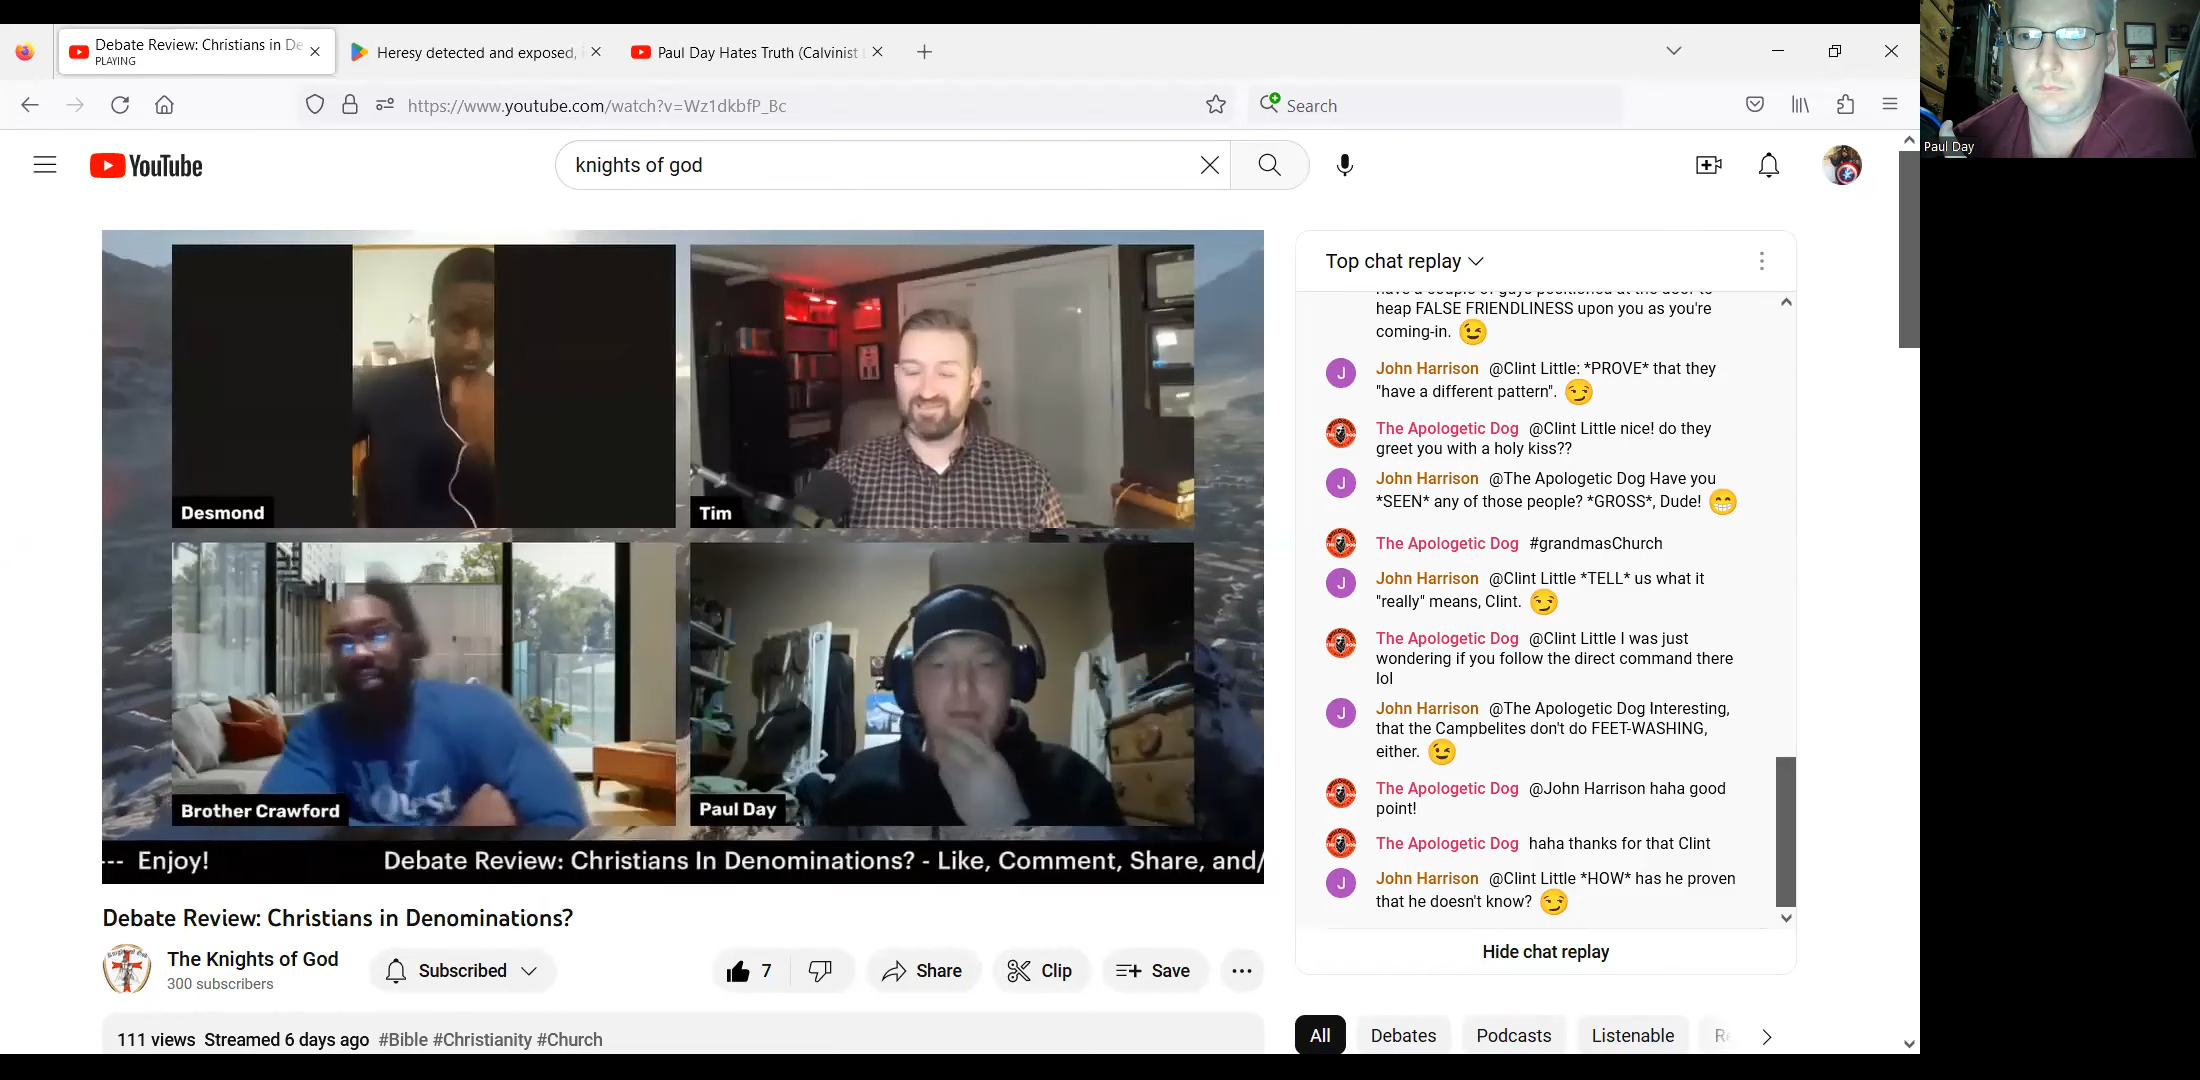 Debate Review: Christians in De
PLAYING
Heresy detected and exposed,
Paul Day Hates Truth (Calvinist
https://www.youtube.com/watch?v=Wz1dkbfP_Bc
Search
YouTube
knights of god
Paul Day
Desmond
Tim
Brother Crawford
Paul Day
-- Enjoy!
Debate Review: Christians In Denominations? - Like, Comment, Share, and/
Debate Review: Christians in Denominations?
The Knights of God
300 subscribers
Subscribed
7
Share
Clip
Save
111 views Streamed 6 days ago #Bible #Christianity #Church
Top chat replay
have a couple of guys positioned at the door to
heap FALSE FRIENDLINESS upon you as you're
coming-in. 😉
J
John Harrison @Clint Little: *PROVE* that they
"have a different pattern". 😏
The Apologetic Dog @Clint Little nice! do they
greet you with a holy kiss??
J
John Harrison @The Apologetic Dog Have you
*SEEN* any of those people? *GROSS*, Dude! 😁
The Apologetic Dog #grandmasChurch
J
John Harrison @Clint Little *TELL* us what it
"really" means, Clint. 😏
The Apologetic Dog @Clint Little I was just
wondering if you follow the direct command there
lol
J
John Harrison @The Apologetic Dog Interesting,
that the Campbelites don't do FEET-WASHING,
either. 😉
The Apologetic Dog @John Harrison haha good
point!
The Apologetic Dog haha thanks for that Clint
J
John Harrison @Clint Little *HOW* has he proven
that he doesn't know? 😏
Hide chat replay
All
Debates
Podcasts
Listenable
Re